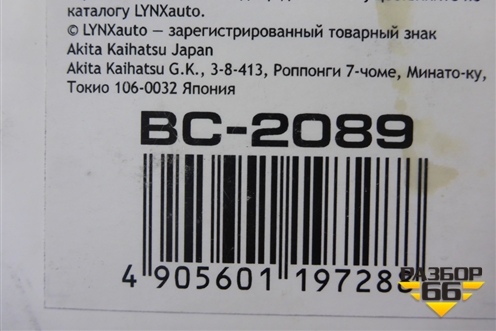 каталогу LYNXauto.
© LYNXauto — зарегистрированный товарный знак
Akita Kaihatsu Japan
Akita Kaihatsu G.K., 3-8-413, Роппонги 7-чоме, Минато-ку,
Токио 106-0032 Япония
BC-2089
4 905601 19728
РАЗБОР
66